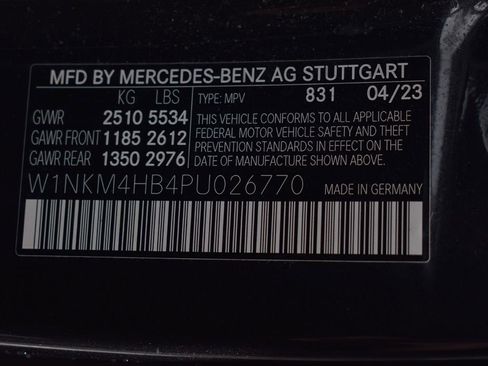 MFD BY MERCEDES-BENZ AG STUTTGART
KG LBS TYPE: MPV 831 04/23
GVWR 2510 5534
GAWR FRONT 1185 2612
GAWR REAR 1350 2976
THIS VEHICLE CONFORMS TO ALL APPLICABLE
FEDERAL MOTOR VEHICLE SAFETY AND THEFT
PREVENTION STANDARDS IN EFFECT ON THE
DATE OF MANUFACTURE SHOWN ABOVE.
W1NKM4HB4PU026770 MADE IN GERMANY